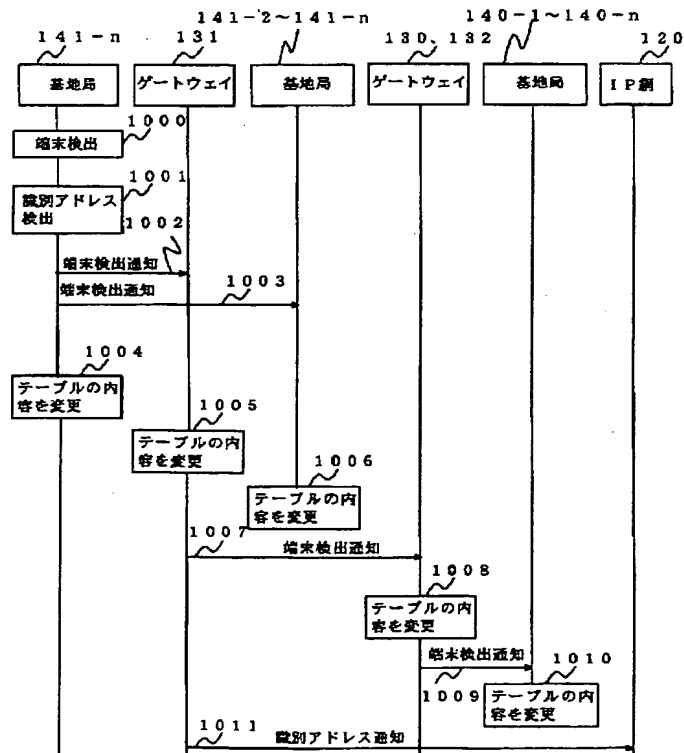 141-n
131
141-2~141-n
130、132
140-1~140-n
120
基地局
ゲートウェイ
基地局
ゲートウェイ
基地局
IP網
1000
端末検出
1001
識別アドレス
検出
1002
端末検出通知
端末検出通知
1003
1004
テーブルの内
容を変更
1005
テーブルの内
容を変更
1006
テーブルの内
容を変更
1007
端末検出通知
1008
テーブルの内
容を変更
端末検出通知
1009
1010
テーブルの内
容を変更
1011
識別アドレス通知